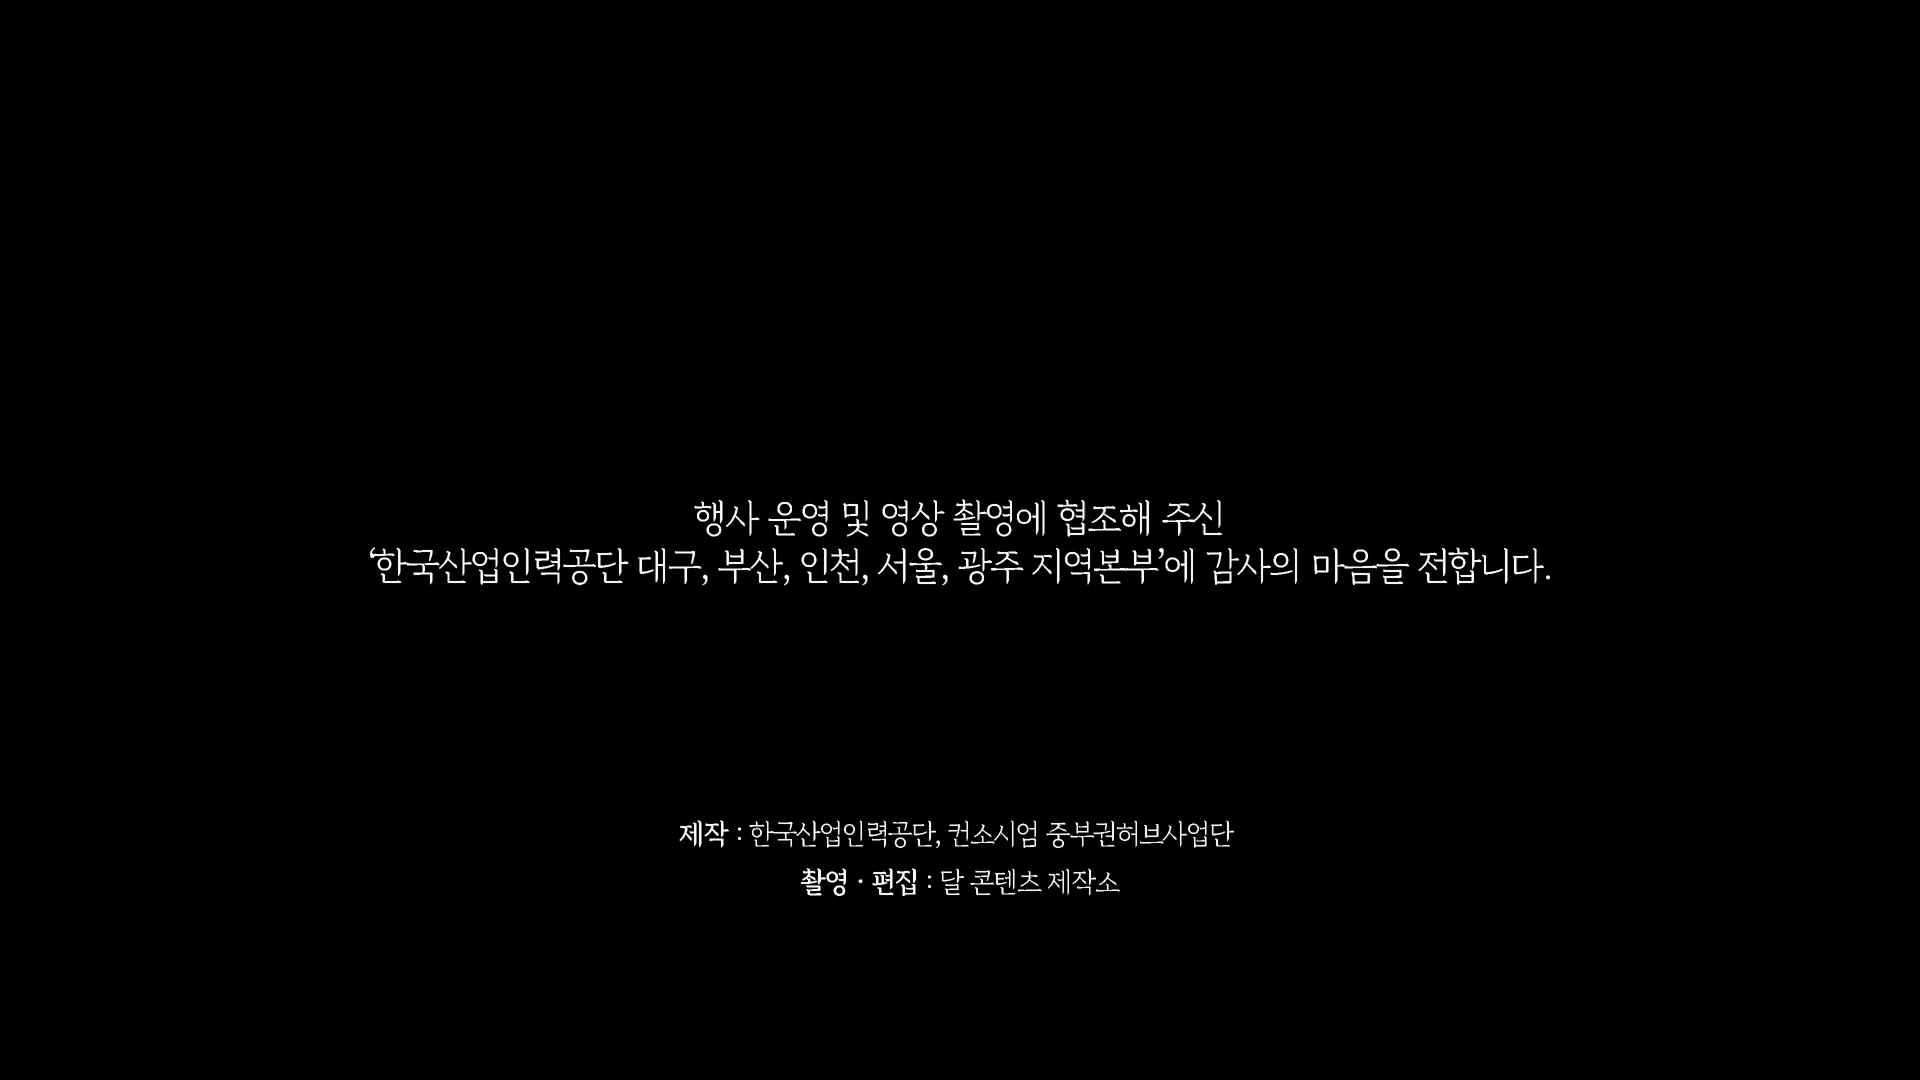 행사 운영 및 영상 촬영에 협조해 주신
‘한국산업인력공단 대구, 부산, 인천, 서울, 광주 지역본부’에 감사의 마음을 전합니다.
제작 : 한국산업인력공단, 컨소시엄 중부권허브사업단
촬영 · 편집 : 달 콘텐츠 제작소